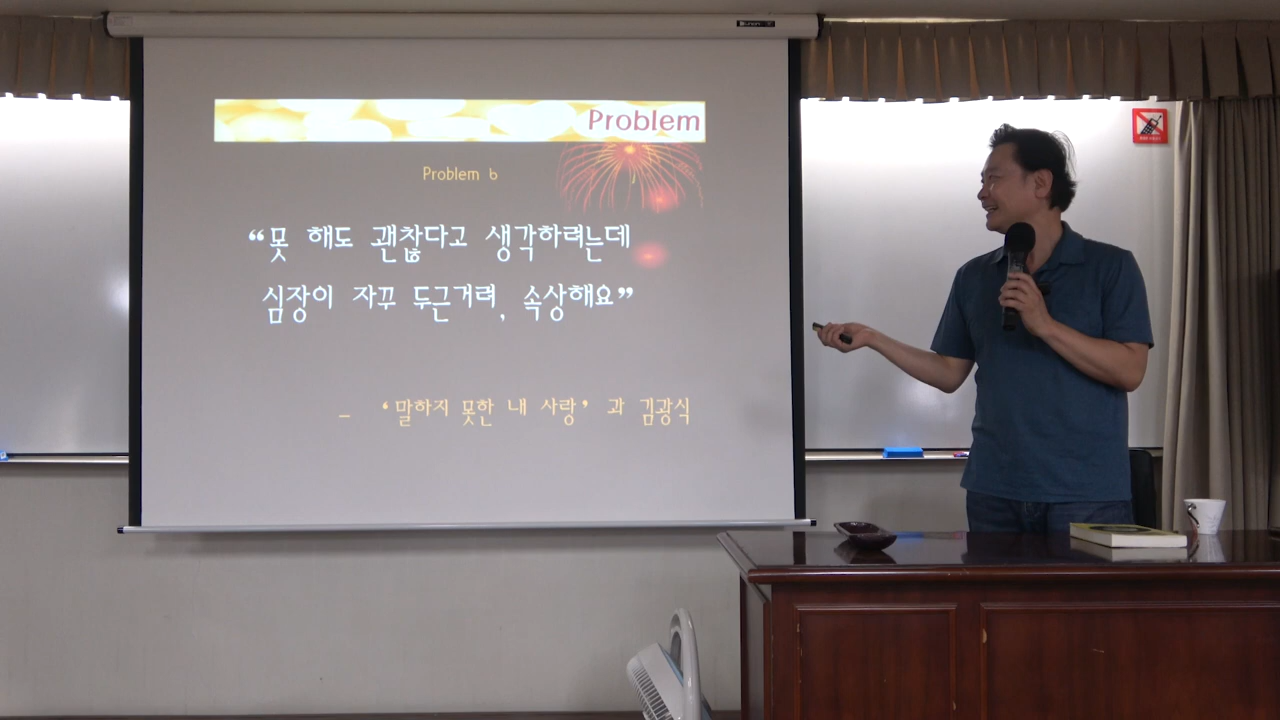 Problem
Problem 6
“못 해도 괜찮다고 생각하려는데
심장이 자꾸 두근거려, 속상해요”
- ‘말하지 못한 내 사랑’ 과 김광식